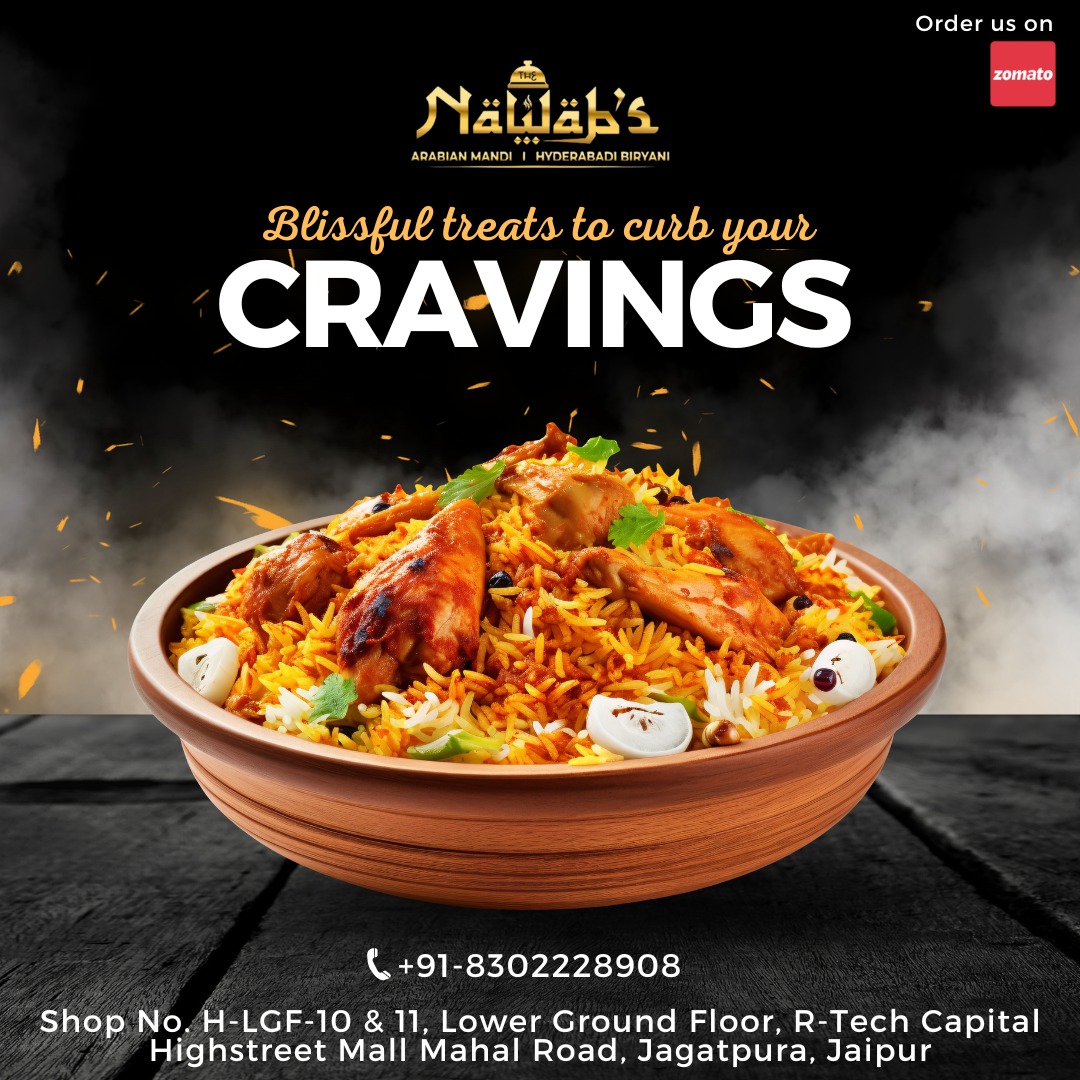 Order us on
zomato
THE
Nawab's
ARABIAN MANDI | HYDERABADI BIRYANI
Blissful treats to curb your
CRAVINGS
+91-8302228908
Shop No. H-LGF-10 & 11, Lower Ground Floor, R-Tech Capital
Highstreet Mall Mahal Road, Jagatpura, Jaipur